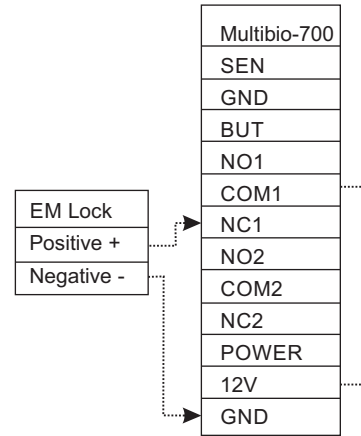 Multibio-700
SEN
GND
BUT
NO1
COM1
NC1
NO2
COM2
NC2
POWER
12V
GND
EM Lock
Positive +
Negative -